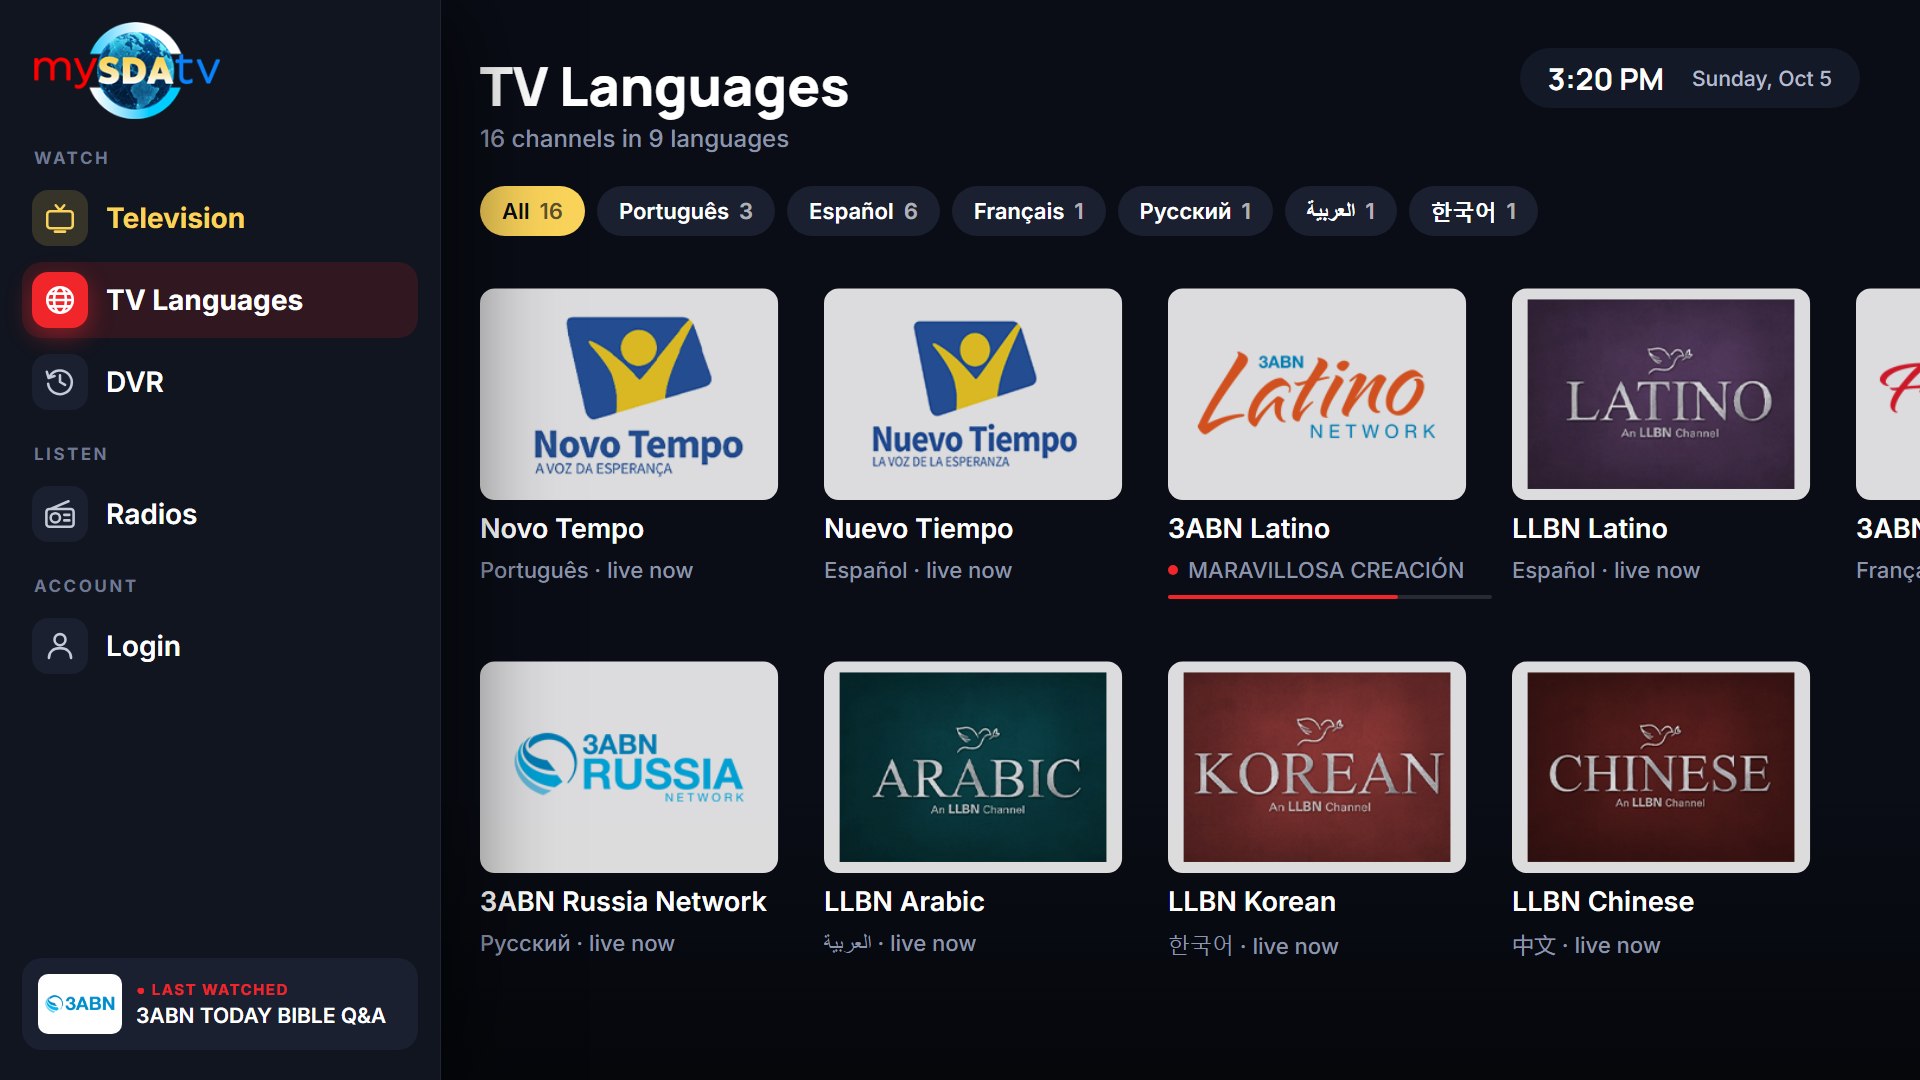 mySDAtv
WATCH
Television
TV Languages
DVR
LISTEN
Radios
ACCOUNT
Login
3ABN
LAST WATCHED
3ABN TODAY BIBLE Q&A
TV Languages
16 channels in 9 languages
3:20 PM Sunday, Oct 5
All 16 Português 3 Español 6 Français 1 Русский 1 العربية 1 한국어 1
Novo Tempo
A VOZ DA ESPERANÇA
Novo Tempo
Português · live now
Nuevo Tiempo
LA VOZ DE LA ESPERANZA
Nuevo Tiempo
Español · live now
3ABN
Latino
NETWORK
3ABN Latino
MARAVILLOSA CREACIÓN
LATINO
An LLBN Channel
LLBN Latino
Español · live now
3ABN
França
3ABN
RUSSIA
NETWORK
3ABN Russia Network
Русский · live now
ARABIC
An LLBN Channel
LLBN Arabic
العربية · live now
KOREAN
An LLBN Channel
LLBN Korean
한국어 · live now
CHINESE
An LLBN Channel
LLBN Chinese
中文 · live now